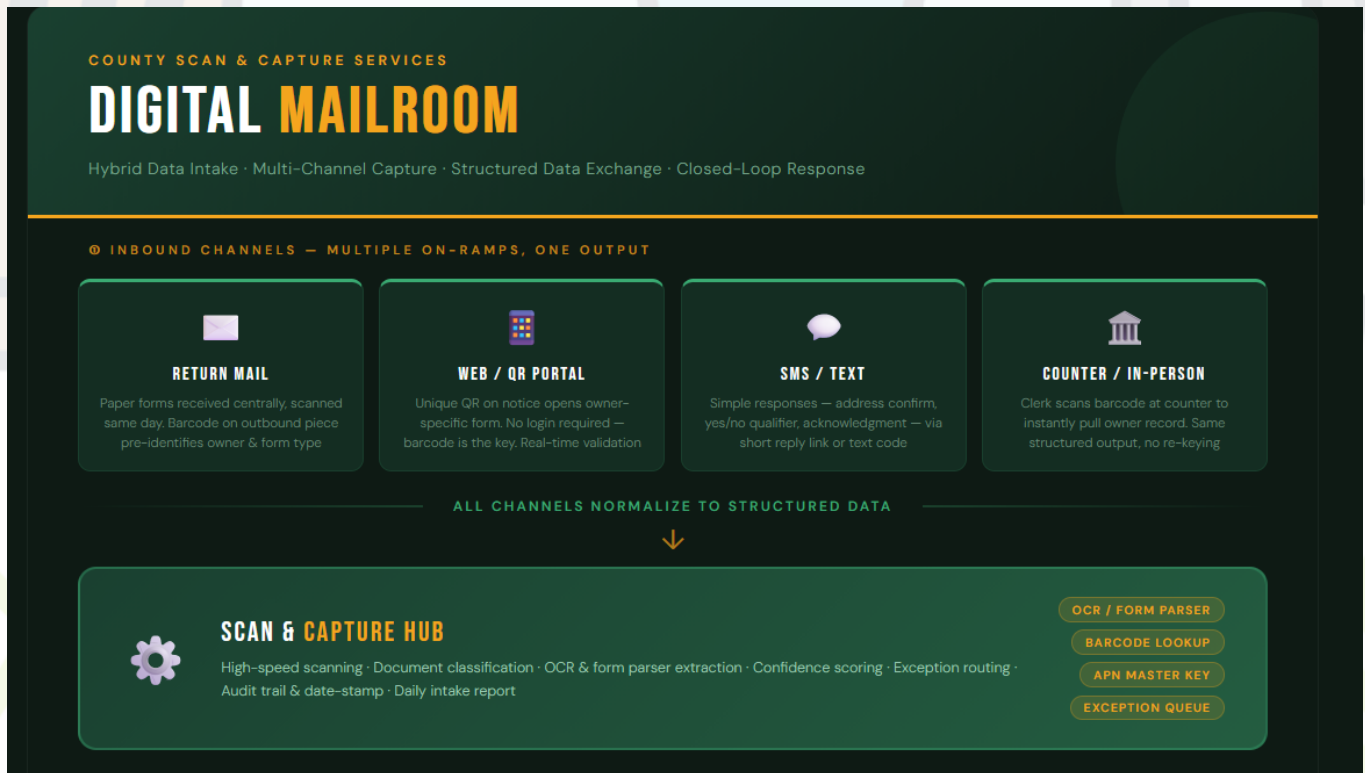 COUNTY SCAN & CAPTURE SERVICES
DIGITAL MAILROOM
Hybrid Data Intake · Multi-Channel Capture · Structured Data Exchange · Closed-Loop Response
① INBOUND CHANNELS — MULTIPLE ON-RAMPS, ONE OUTPUT
RETURN MAIL
Paper forms received centrally, scanned
same day. Barcode on outbound piece
pre-identifies owner & form type
WEB / QR PORTAL
Unique QR on notice opens owner-
specific form. No login required —
barcode is the key. Real-time validation
SMS / TEXT
Simple responses — address confirm,
yes/no qualifier, acknowledgment — via
short reply link or text code
COUNTER / IN-PERSON
Clerk scans barcode at counter to
instantly pull owner record. Same
structured output, no re-keying
ALL CHANNELS NORMALIZE TO STRUCTURED DATA
SCAN & CAPTURE HUB
High-speed scanning · Document classification · OCR & form parser extraction · Confidence scoring · Exception routing ·
Audit trail & date-stamp · Daily intake report
OCR / FORM PARSER
BARCODE LOOKUP
APN MASTER KEY
EXCEPTION QUEUE